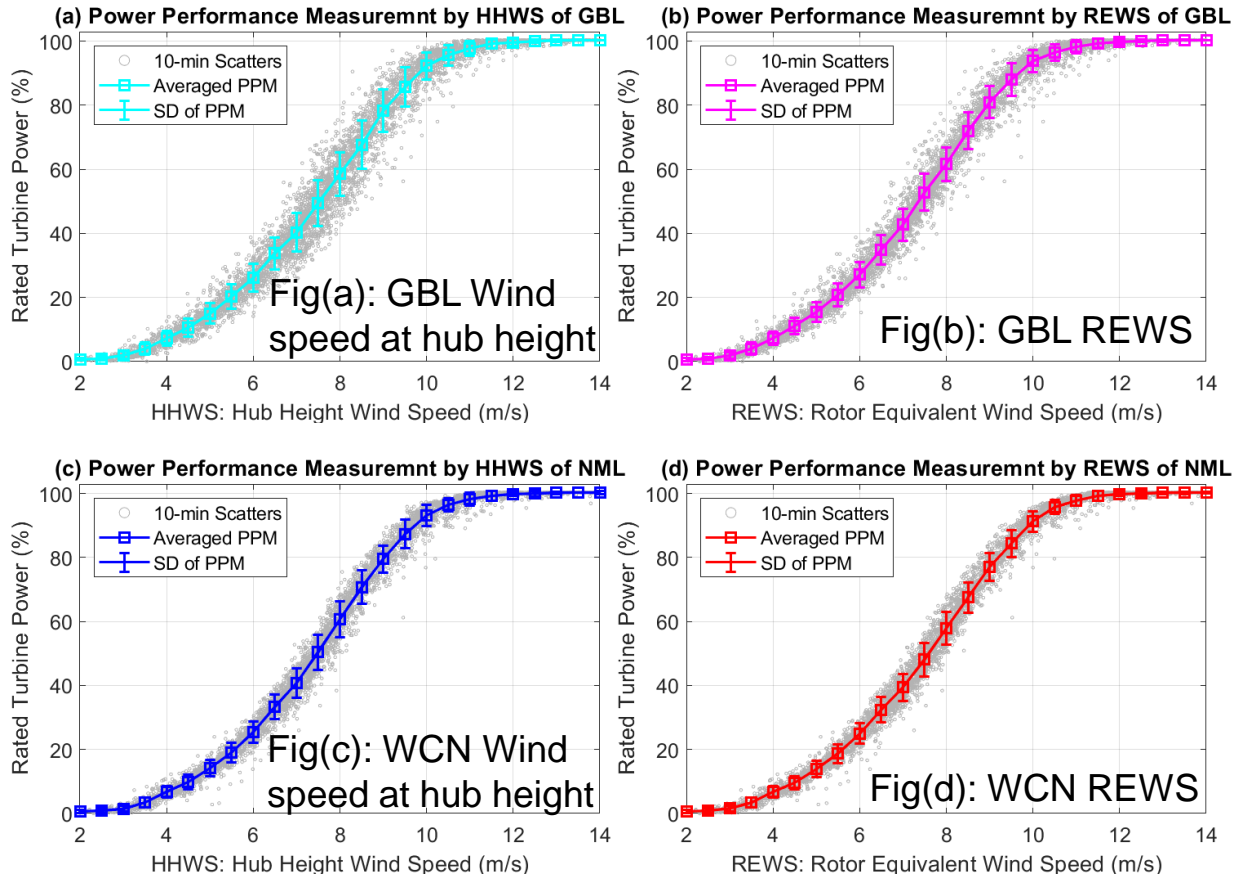 (a) Power Performance Measuremnt by HHWS of GBL
100
80
60
40
20
0
Rated Turbine Power (%)
10-min Scatters
Averaged PPM
SD of PPM
Fig(a): GBL Wind
speed at hub height
2 4 6 8 10 12 14
HHWS: Hub Height Wind Speed (m/s)
(b) Power Performance Measuremnt by REWS of GBL
100
80
60
40
20
0
Rated Turbine Power (%)
10-min Scatters
Averaged PPM
SD of PPM
Fig(b): GBL REWS
2 4 6 8 10 12 14
REWS: Rotor Equivalent Wind Speed (m/s)
(c) Power Performance Measuremnt by HHWS of NML
100
80
60
40
20
0
Rated Turbine Power (%)
10-min Scatters
Averaged PPM
SD of PPM
Fig(c): WCN Wind
speed at hub height
2 4 6 8 10 12 14
HHWS: Hub Height Wind Speed (m/s)
(d) Power Performance Measuremnt by REWS of NML
100
80
60
40
20
0
Rated Turbine Power (%)
10-min Scatters
Averaged PPM
SD of PPM
Fig(d): WCN REWS
2 4 6 8 10 12 14
REWS: Rotor Equivalent Wind Speed (m/s)